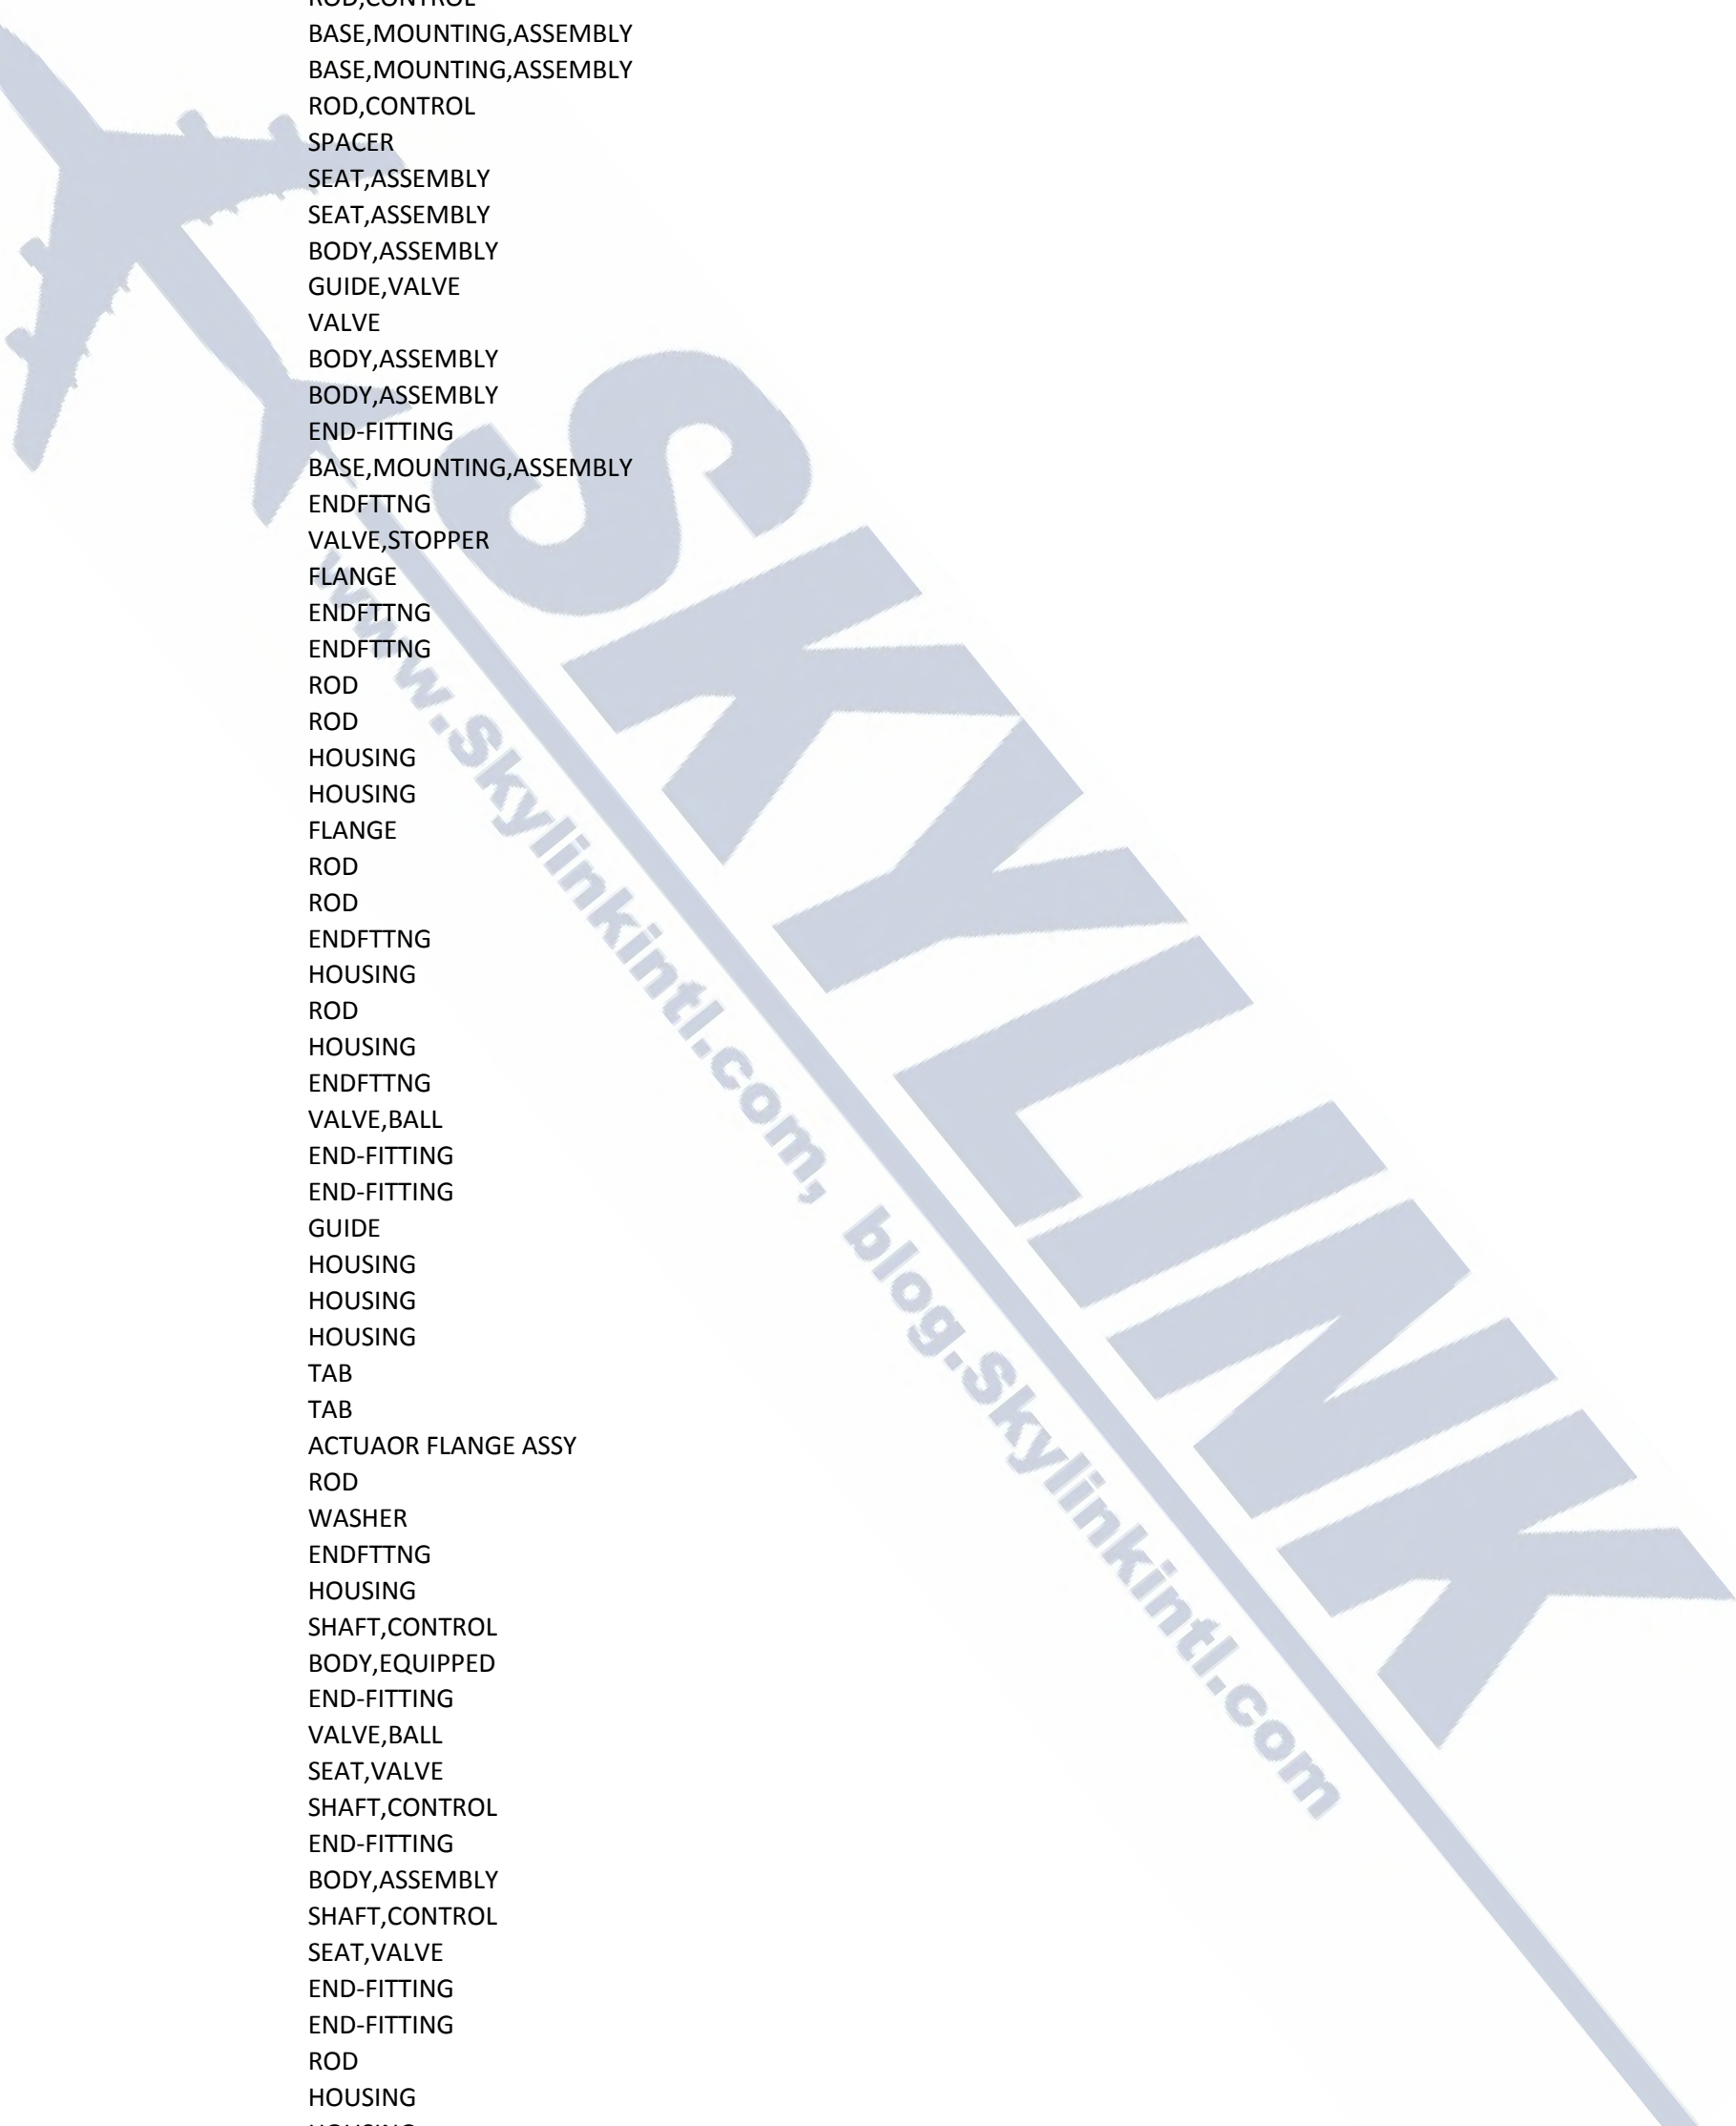 ROD,CONTROL
BASE,MOUNTING,ASSEMBLY
BASE,MOUNTING,ASSEMBLY
ROD,CONTROL
SPACER
SEAT,ASSEMBLY
SEAT,ASSEMBLY
BODY,ASSEMBLY
GUIDE,VALVE
VALVE
BODY,ASSEMBLY
BODY,ASSEMBLY
END-FITTING
BASE,MOUNTING,ASSEMBLY
ENDFTTNG
VALVE,STOPPER
FLANGE
ENDFTTNG
ENDFTTNG
ROD
ROD
HOUSING
HOUSING
FLANGE
ROD
ROD
ENDFTTNG
HOUSING
ROD
HOUSING
ENDFTTNG
VALVE,BALL
END-FITTING
END-FITTING
GUIDE
HOUSING
HOUSING
HOUSING
TAB
TAB
ACTUAOR FLANGE ASSY
ROD
WASHER
ENDFTTNG
HOUSING
SHAFT,CONTROL
BODY,EQUIPPED
END-FITTING
VALVE,BALL
SEAT,VALVE
SHAFT,CONTROL
END-FITTING
BODY,ASSEMBLY
SHAFT,CONTROL
SEAT,VALVE
END-FITTING
END-FITTING
ROD
HOUSING
HOUSING
SKYLINK
www.Skylinkintl.com, blog.Skylinkintl.com